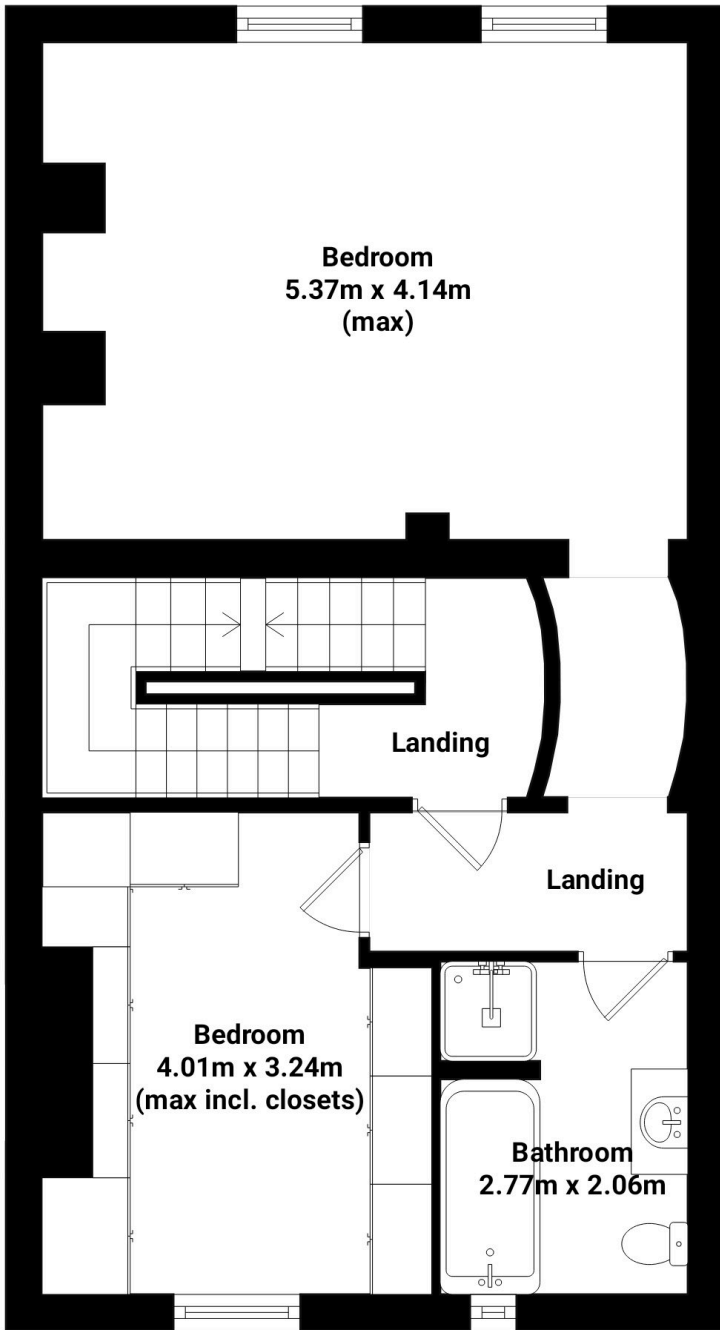 Bedroom
5.37m x 4.14m
(max)
Landing
Landing
Bedroom
4.01m x 3.24m
(max incl. closets)
Bathroom
2.77m x 2.06m